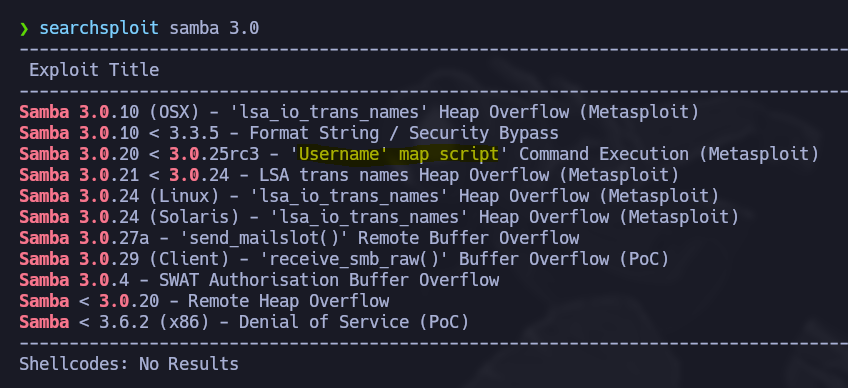 ❯ searchsploit samba 3.0
--------------------------------------------------------------------------------
Exploit Title
--------------------------------------------------------------------------------
Samba 3.0.10 (OSX) - 'lsa_io_trans_names' Heap Overflow (Metasploit)
Samba 3.0.10 < 3.3.5 - Format String / Security Bypass
Samba 3.0.20 < 3.0.25rc3 - 'Username' map script' Command Execution (Metasploit)
Samba 3.0.21 < 3.0.24 - LSA trans names Heap Overflow (Metasploit)
Samba 3.0.24 (Linux) - 'lsa_io_trans_names' Heap Overflow (Metasploit)
Samba 3.0.24 (Solaris) - 'lsa_io_trans_names' Heap Overflow (Metasploit)
Samba 3.0.27a - 'send_mailslot()' Remote Buffer Overflow
Samba 3.0.29 (Client) - 'receive_smb_raw()' Buffer Overflow (PoC)
Samba 3.0.4 - SWAT Authorisation Buffer Overflow
Samba < 3.0.20 - Remote Heap Overflow
Samba < 3.6.2 (x86) - Denial of Service (PoC)
--------------------------------------------------------------------------------
Shellcodes: No Results